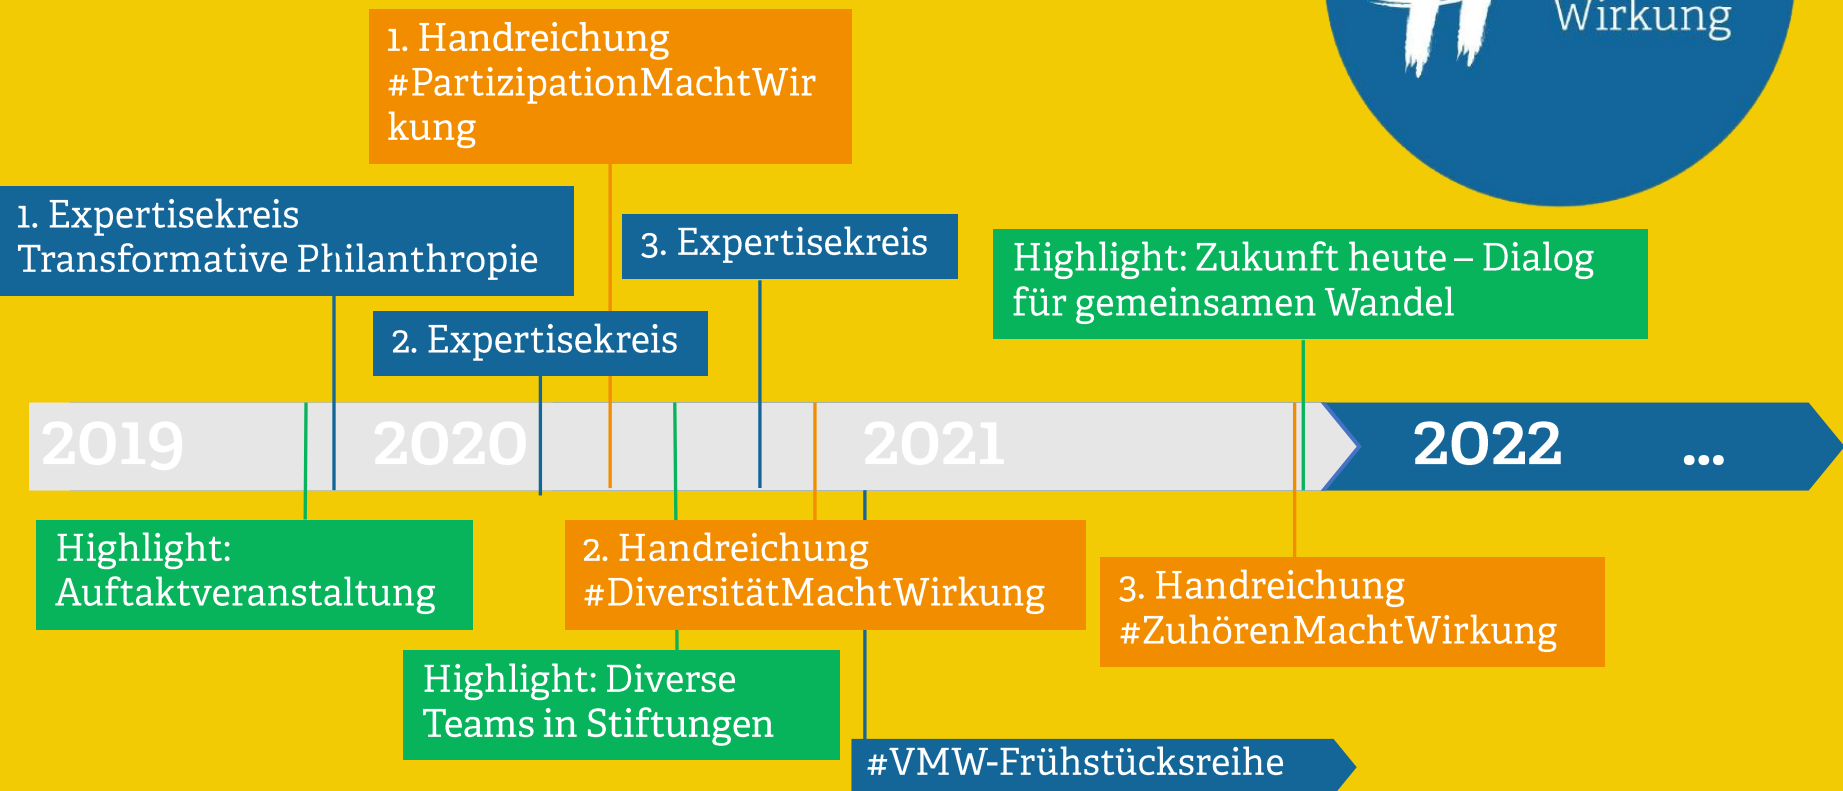 Wirkung
1. Handreichung
#PartizipationMachtWir
kung
1. Expertisekreis
Transformative Philanthropie
3. Expertisekreis
Highlight: Zukunft heute – Dialog
für gemeinsamen Wandel
2. Expertisekreis
2019
2020
2021
2022
...
Highlight:
Auftaktveranstaltung
2. Handreichung
#DiversitätMachtWirkung
3. Handreichung
#ZuhörenMachtWirkung
Highlight: Diverse
Teams in Stiftungen
#VMW-Frühstücksreihe